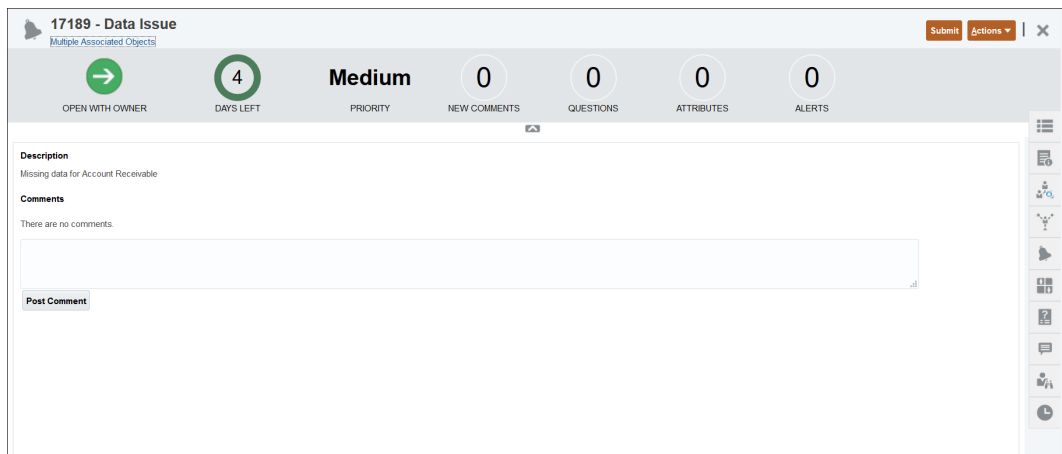 17189 - Data Issue
Multiple Associated Objects
Submit
Actions
4
Medium
0
0
0
0
OPEN WITH OWNER
DAYS LEFT
PRIORITY
NEW COMMENTS
QUESTIONS
ATTRIBUTES
ALERTS
Description
Missing data for Account Receivable
Comments
There are no comments.
Post Comment